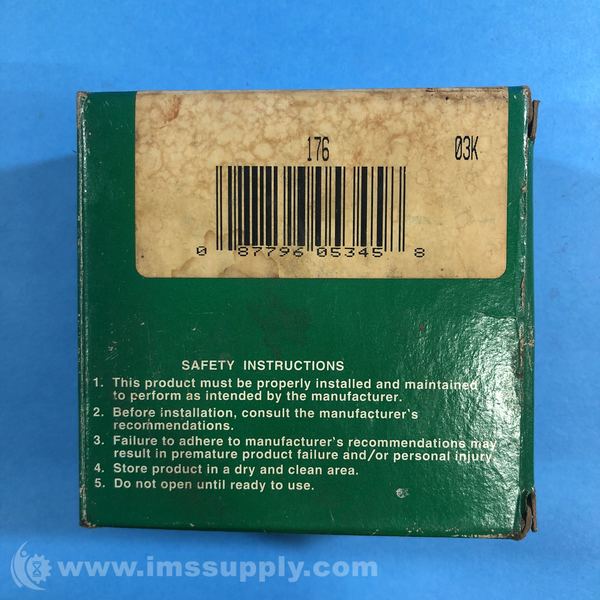 176 03K
0 87796 05345 8
SAFETY INSTRUCTIONS
1. This product must be properly installed and maintained
to perform as intended by the manufacturer.
2. Before installation, consult the manufacturer's
recommendations.
3. Failure to adhere to manufacturer's recommendations may
result in premature product failure and/or personal injury.
4. Store product in a dry and clean area.
5. Do not open until ready to use.
www.imssupply.com